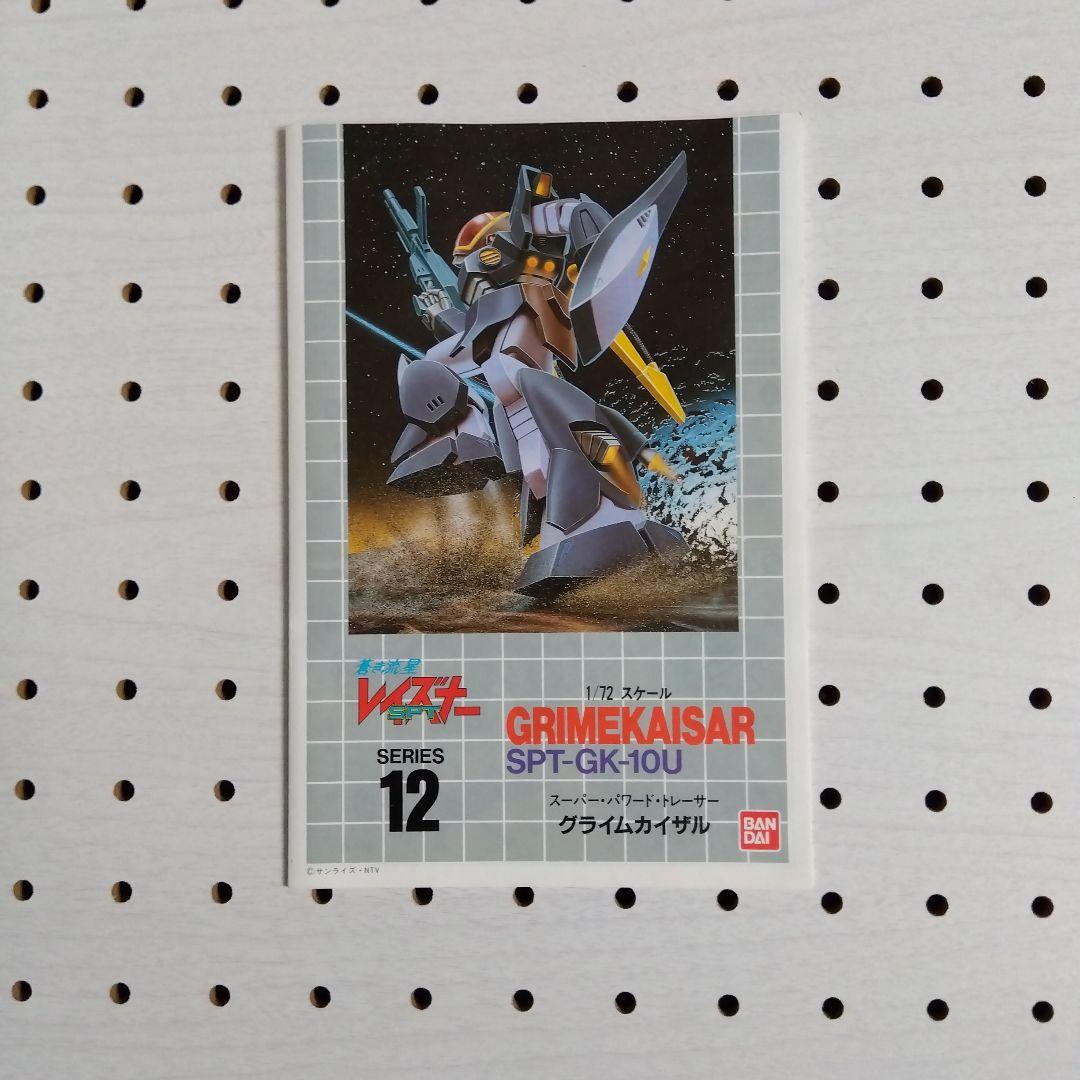 蒼き流星
レイズナー
SPT
SERIES
12
1/72 スケール
GRIMEKAISAR
SPT-GK-10U
スーパー・パワード・トレーサー
グライムカイザル
BAN
DAI
©サンライズ・NTV